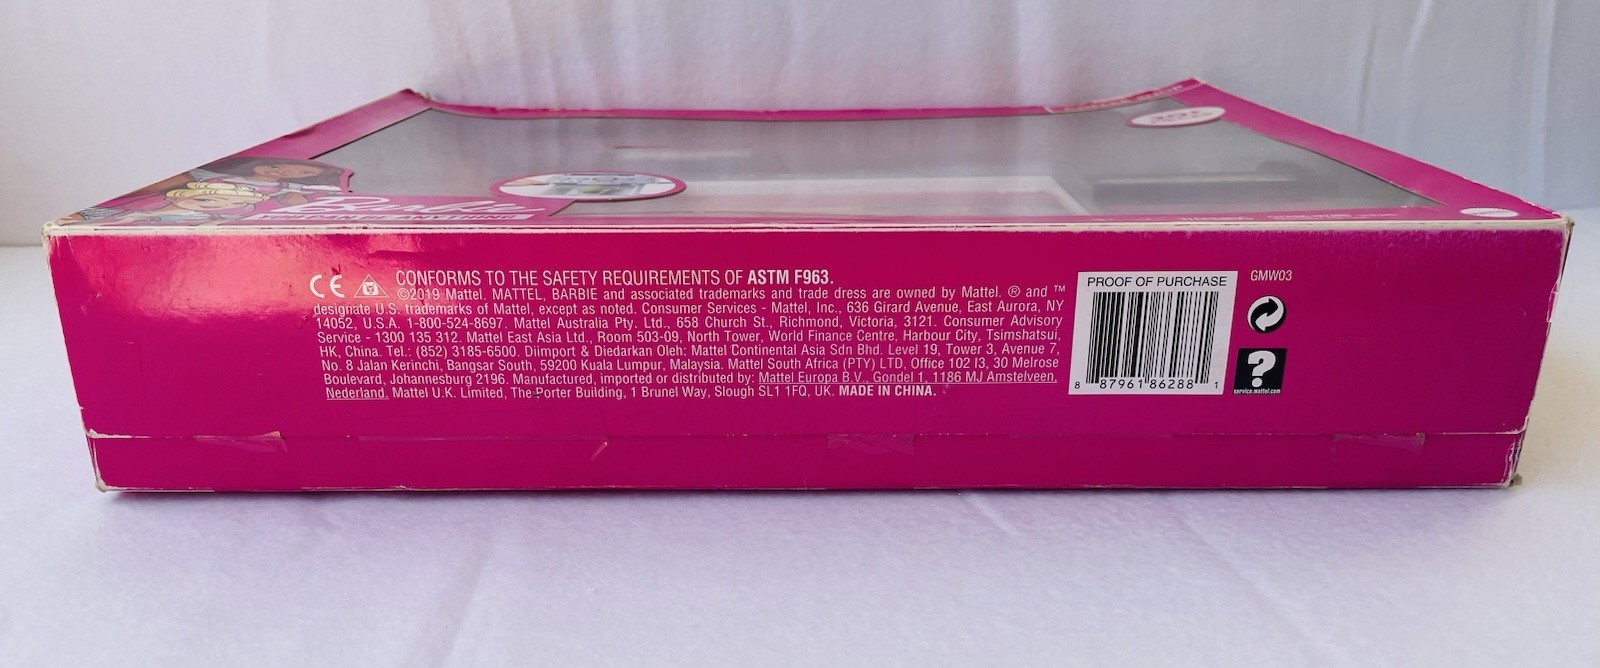 Barbie
YOU CAN BE ANYTHING
CE CONFORMS TO THE SAFETY REQUIREMENTS OF ASTM F963.
©2019 Mattel. MATTEL, BARBIE and associated trademarks and trade dress are owned by Mattel. ® and ™
designate U.S. trademarks of Mattel, except as noted. Consumer Services - Mattel, Inc., 636 Girard Avenue, East Aurora, NY
14052, U.S.A. 1-800-524-8697. Mattel Australia Pty. Ltd., 658 Church St., Richmond, Victoria, 3121. Consumer Advisory
Service - 1300 135 312. Mattel East Asia Ltd., Room 503-09, North Tower, World Finance Centre, Harbour City, Tsimshatsui,
HK, China. Tel.: (852) 3185-6500. Diimport & Diedarkan Oleh: Mattel Continental Asia Sdn Bhd. Level 19, Tower 3, Avenue 7,
No. 8 Jalan Kerinchi, Bangsar South, 59200 Kuala Lumpur, Malaysia. Mattel South Africa (PTY) LTD, Office 102 I3, 30 Melrose
Boulevard, Johannesburg 2196. Manufactured, imported or distributed by: Mattel Europa B.V., Gondel 1, 1186 MJ Amstelveen,
Nederland. Mattel U.K. Limited, The Porter Building, 1 Brunel Way, Slough SL1 1FQ, UK. MADE IN CHINA.
PROOF OF PURCHASE
8 87961 86288 1
GMW03
?
service.mattel.com